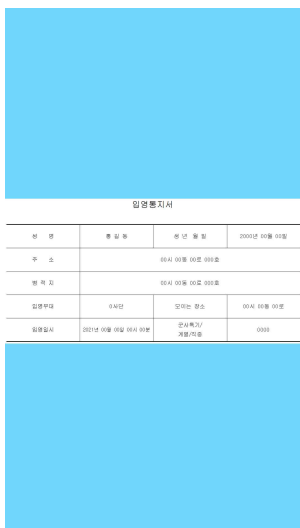 입영통지서
성 명 홍 길 동 생 년 월 일 2000년 00월 00일
주 소 00시 00동 00로 000호
병 적 지 00시 00동 00로 000호
입영부대 0사단 모이는 장소 00시 00동 00로
입영일시 2021년 00월 00일 00시 00분 군사특기/
계열/직종 0000